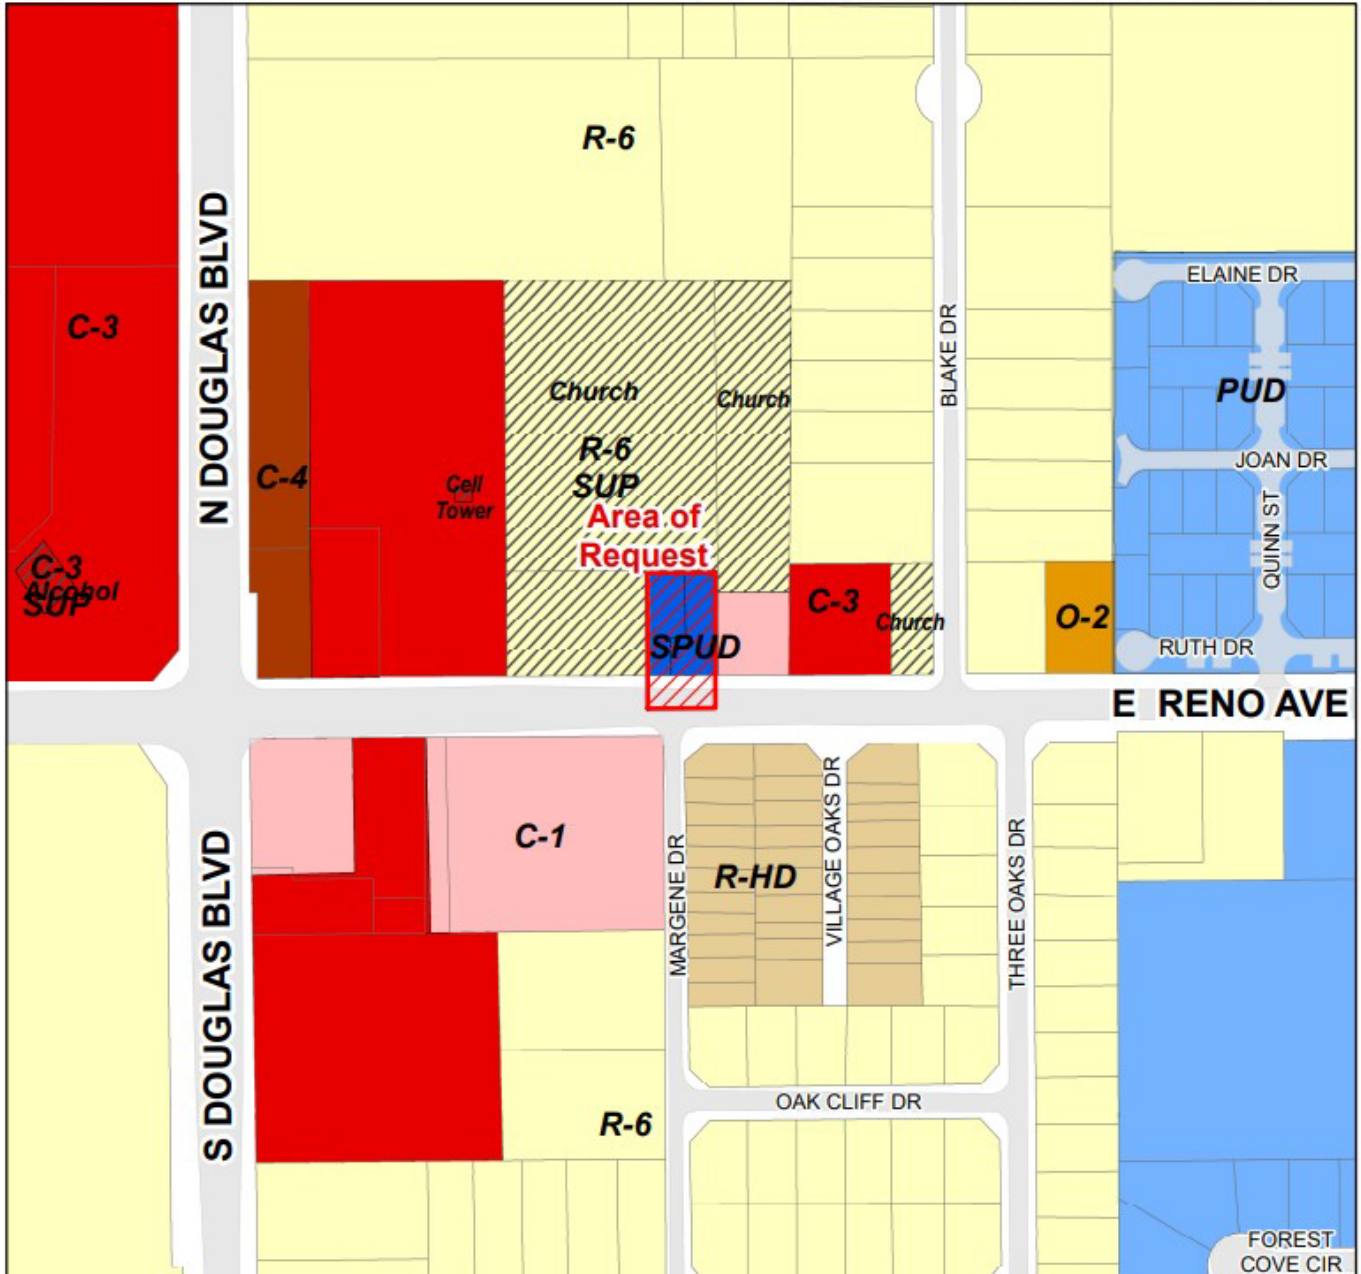 R-6
N DOUGLAS BLVD
ELAINE DR
C-3
BLAKE DR
PUD
Church
Church
R-6
SUP
JOAN DR
C-4
Cell
Tower
Area of
Request
QUINN ST
C-3
Alcohol
SUP
C-3
Church
O-2
SPUD
RUTH DR
E RENO AVE
C-1
MARGENE DR
R-HD
VILLAGE OAKS DR
THREE OAKS DR
S DOUGLAS BLVD
OAK CLIFF DR
R-6
FOREST
COVE CIR